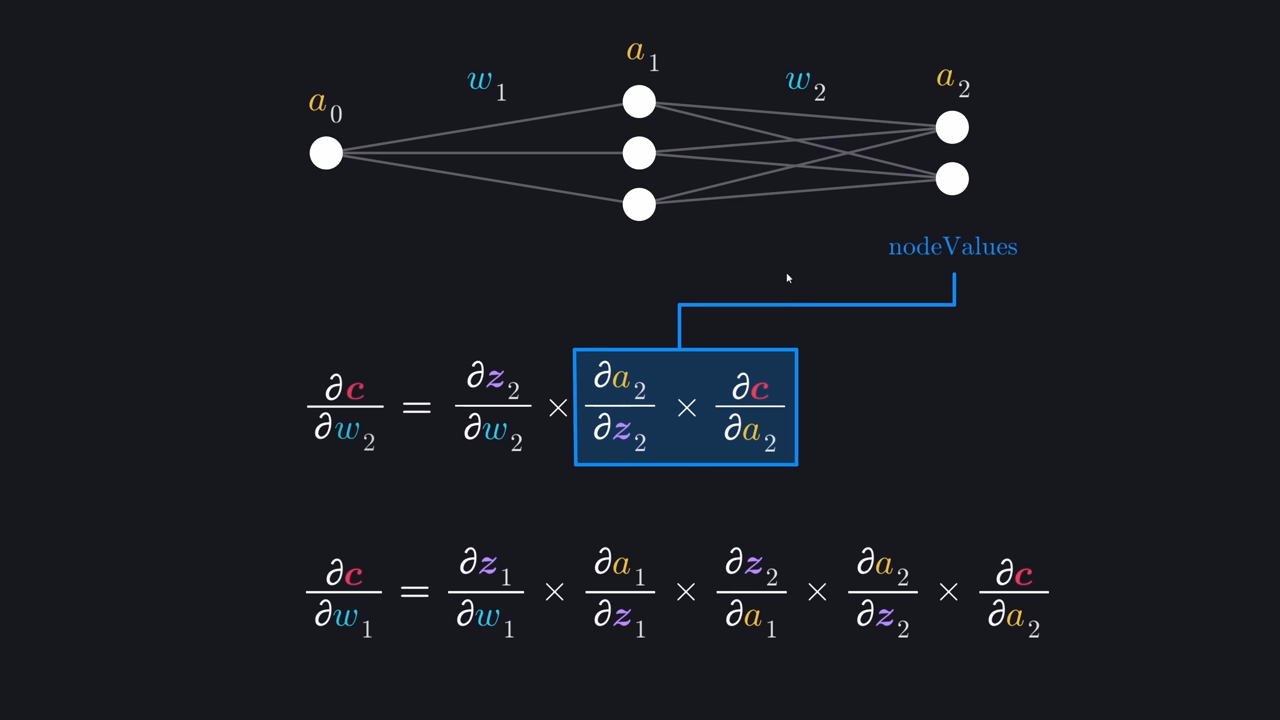 a₀ w₁ a₁ w₂ a₂
nodeValues
∂c/∂w₂ = ∂z₂/∂w₂ × ∂a₂/∂z₂ × ∂c/∂a₂
∂c/∂w₁ = ∂z₁/∂w₁ × ∂a₁/∂z₁ × ∂z₂/∂a₁ × ∂a₂/∂z₂ × ∂c/∂a₂